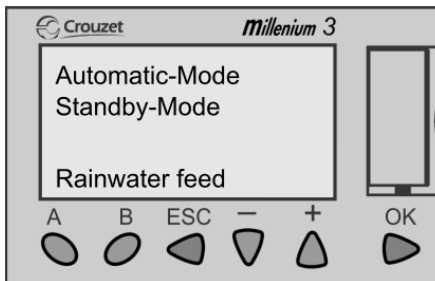 Crouzet millenium 3
Automatic-Mode
Standby-Mode
Rainwater feed
A B ESC − + OK